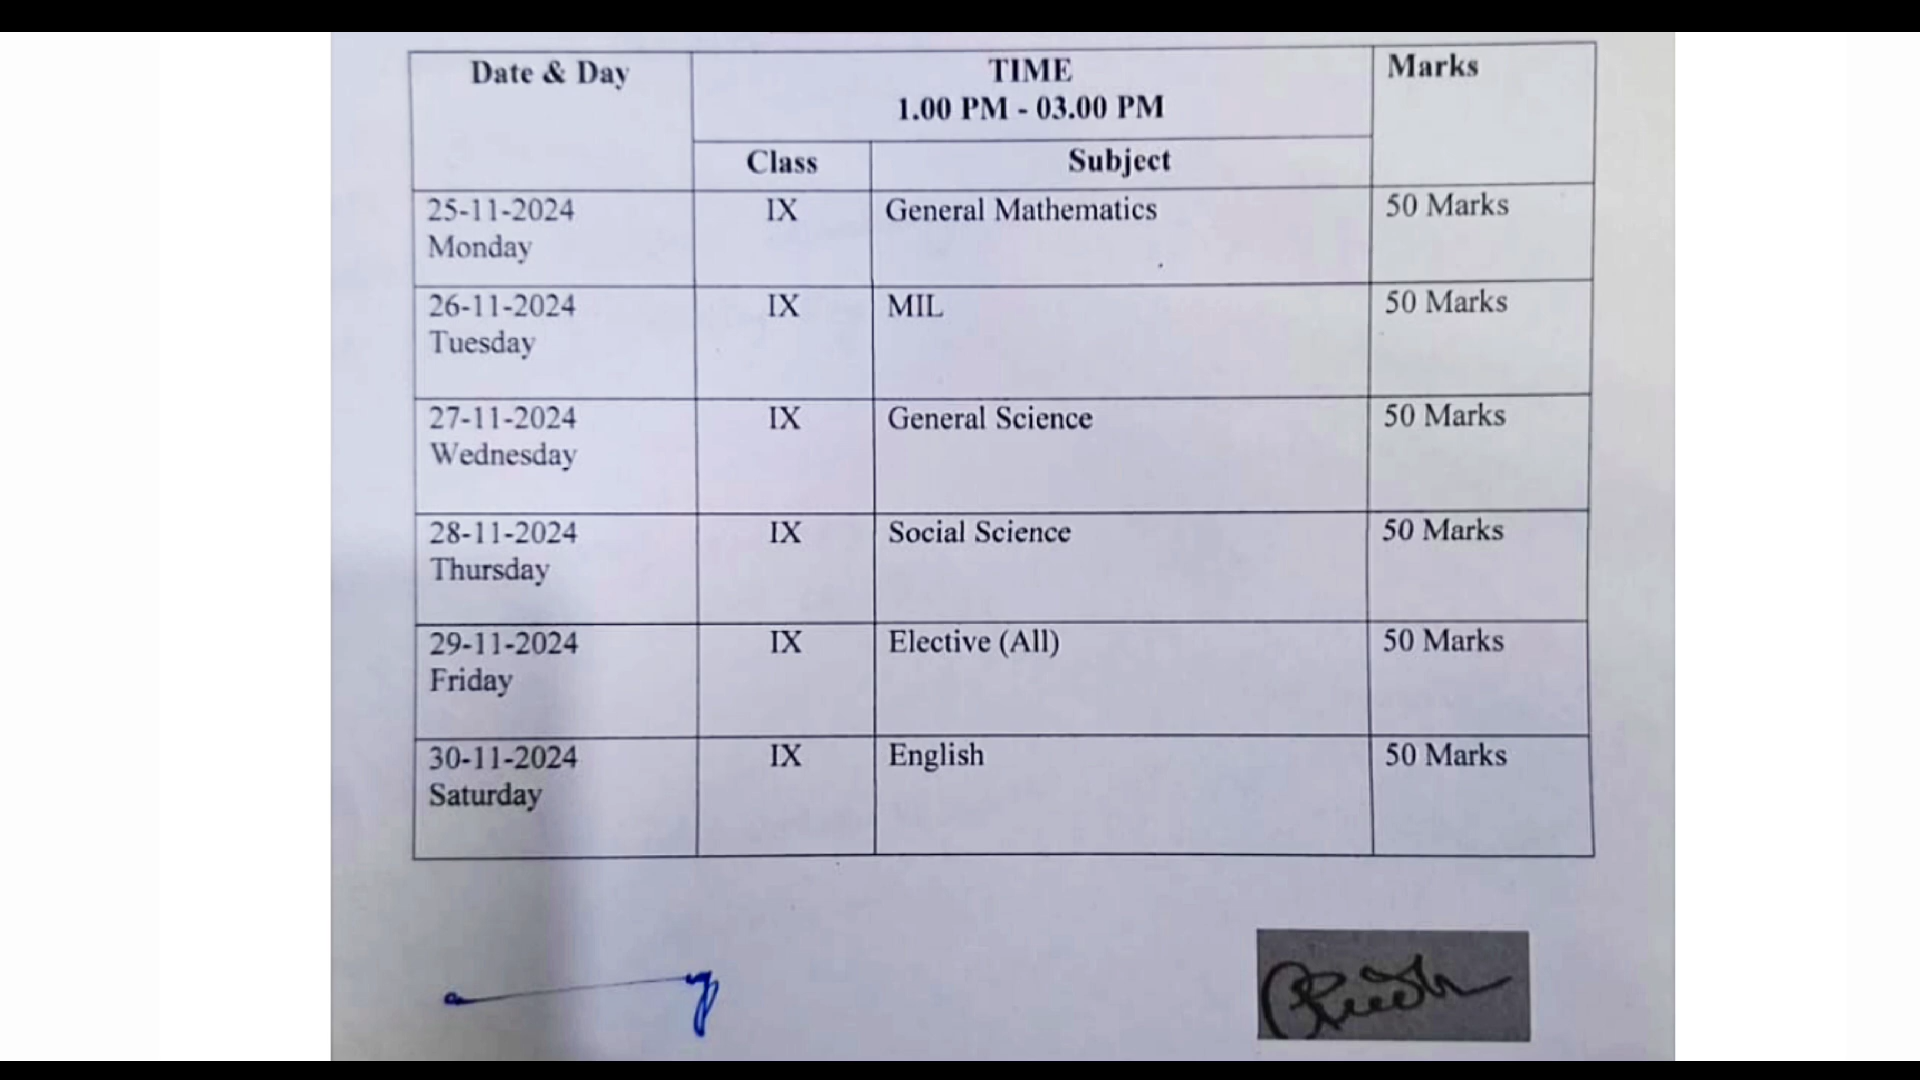 Date & Day
TIME
Marks
1.00 PM - 03.00 PM
Class
Subject
25-11-2024
Monday
IX
General Mathematics
50 Marks
26-11-2024
Tuesday
IX
MIL
50 Marks
27-11-2024
Wednesday
IX
General Science
50 Marks
28-11-2024
Thursday
IX
Social Science
50 Marks
29-11-2024
Friday
IX
Elective (All)
50 Marks
30-11-2024
Saturday
IX
English
50 Marks